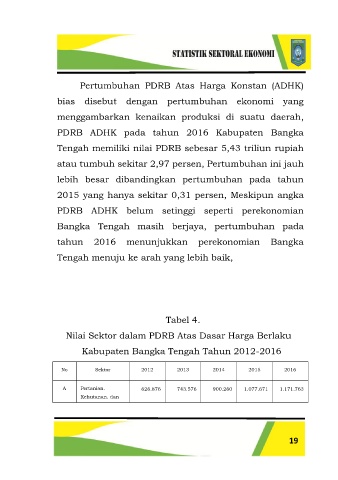 STATISTIK SEKTORAL EKONOMI
Pertumbuhan PDRB Atas Harga Konstan (ADHK)
bias disebut dengan pertumbuhan ekonomi yang
menggambarkan kenaikan produksi di suatu daerah,
PDRB ADHK pada tahun 2016 Kabupaten Bangka
Tengah memiliki nilai PDRB sebesar 5,43 triliun rupiah
atau tumbuh sekitar 2,97 persen, Pertumbuhan ini jauh
lebih besar dibandingkan pertumbuhan pada tahun
2015 yang hanya sekitar 0,31 persen, Meskipun angka
PDRB ADHK belum setinggi seperti perekonomian
Bangka Tengah masih berjaya, pertumbuhan pada
tahun 2016 menunjukkan perekonomian Bangka
Tengah menuju ke arah yang lebih baik,
Tabel 4.
Nilai Sektor dalam PDRB Atas Dasar Harga Berlaku
Kabupaten Bangka Tengah Tahun 2012-2016
No Sektor 2012 2013 2014 2015 2016
A Pertanian, 626.876 743.576 900.260 1.077.671 1.171.763
Kehutanan, dan
19